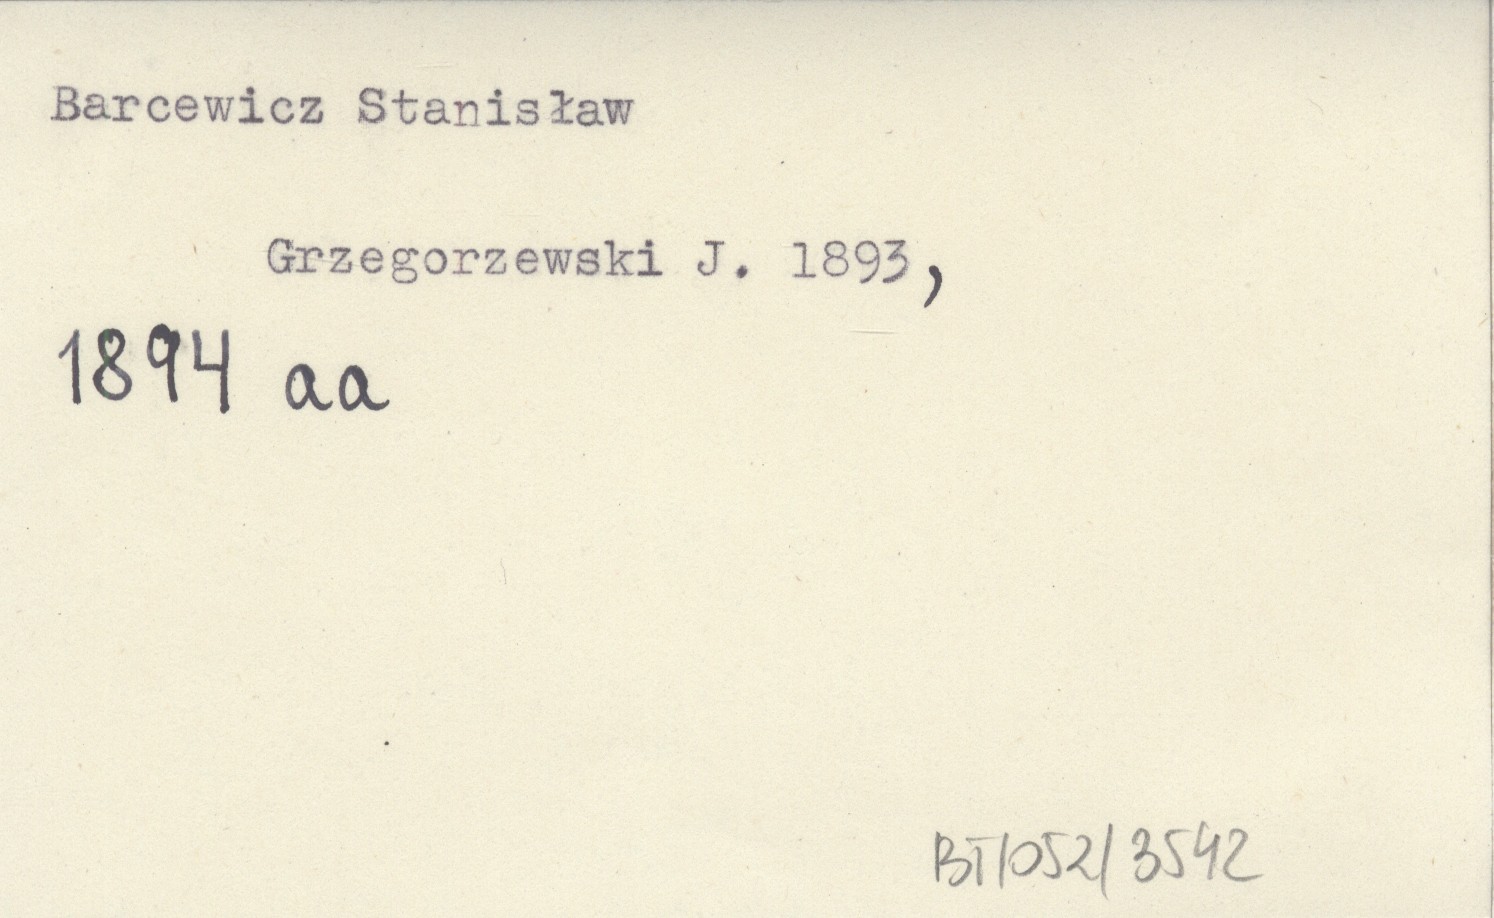 Barcewicz Stanisław
Grzegorzewski J. 1893,
1894 aa
BT/052/3542